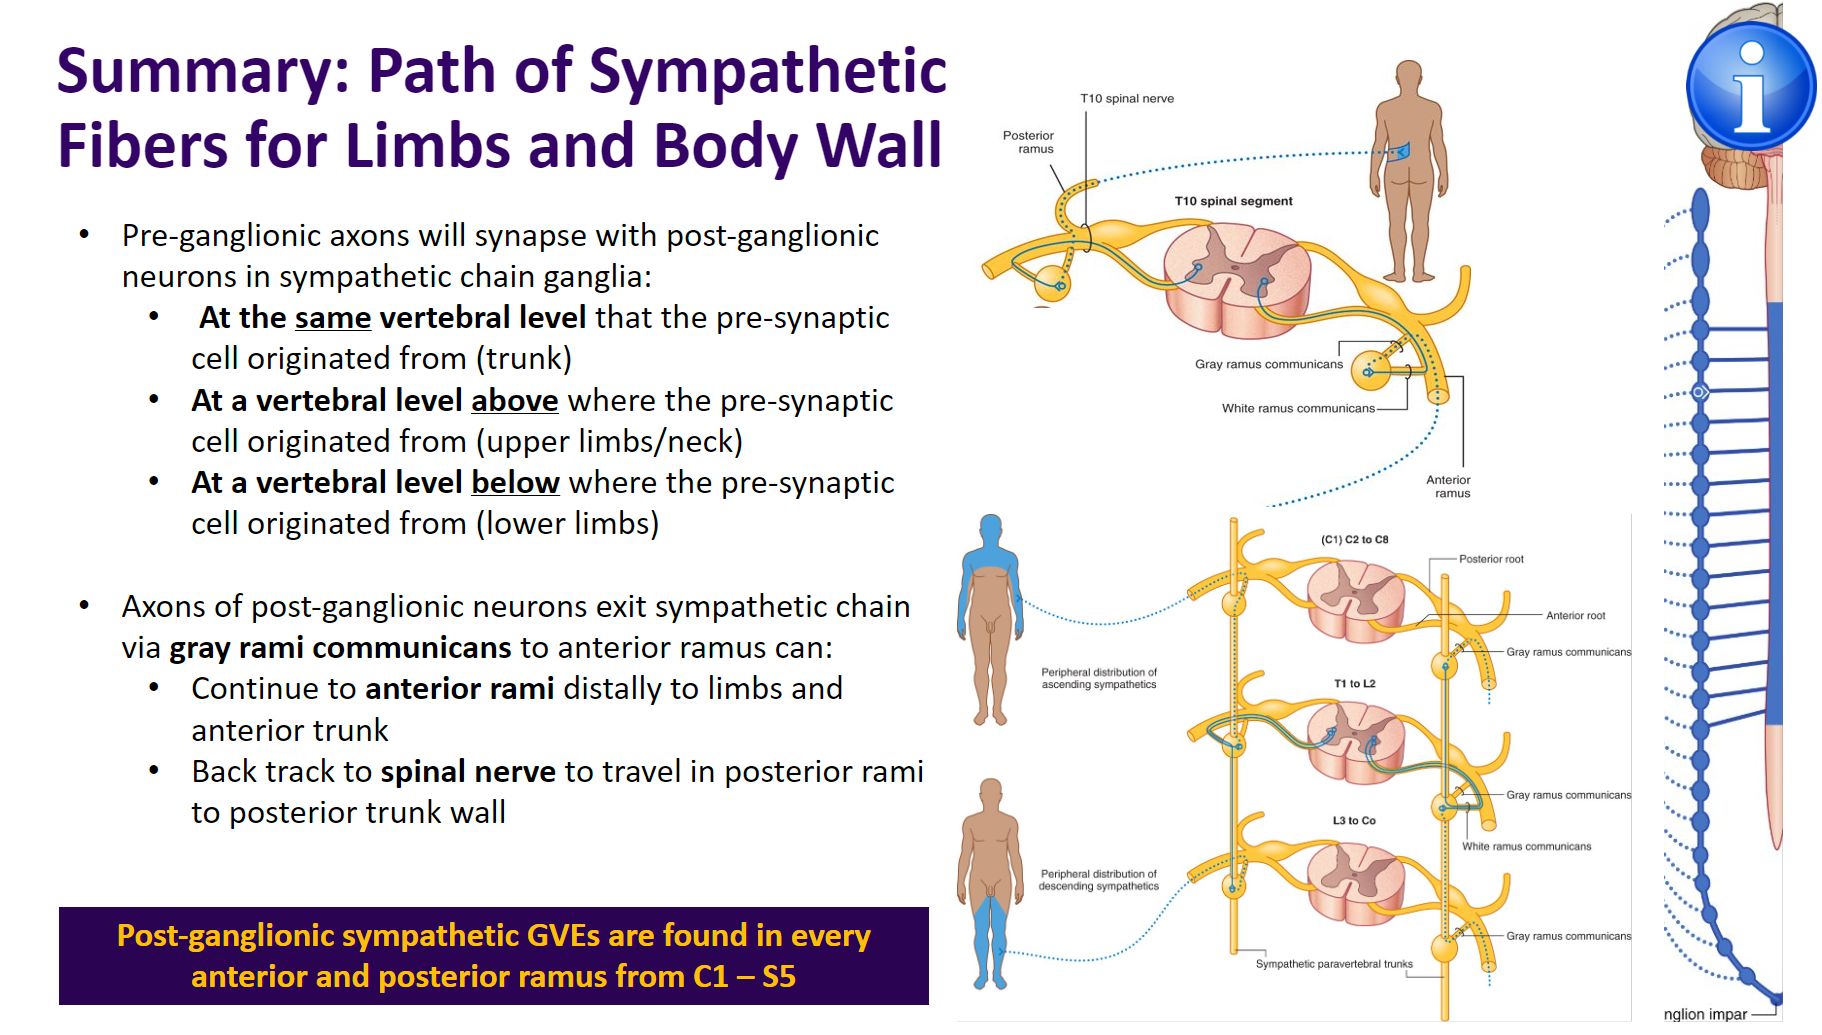 Summary: Path of Sympathetic
Fibers for Limbs and Body Wall
• Pre-ganglionic axons will synapse with post-ganglionic
neurons in sympathetic chain ganglia:
• At the same vertebral level that the pre-synaptic
cell originated from (trunk)
• At a vertebral level above where the pre-synaptic
cell originated from (upper limbs/neck)
• At a vertebral level below where the pre-synaptic
cell originated from (lower limbs)
• Axons of post-ganglionic neurons exit sympathetic chain
via gray rami communicans to anterior ramus can:
• Continue to anterior rami distally to limbs and
anterior trunk
• Back track to spinal nerve to travel in posterior rami
to posterior trunk wall
Post-ganglionic sympathetic GVEs are found in every
anterior and posterior ramus from C1 – S5
T10 spinal nerve
Posterior
ramus
T10 spinal segment
Gray ramus communicans
White ramus communicans
Anterior
ramus
(C1) C2 to C8
Posterior root
Anterior root
Gray ramus communicans
Peripheral distribution of
ascending sympathetics
T1 to L2
Gray ramus communicans
L3 to Co
White ramus communicans
Peripheral distribution of
descending sympathetics
Gray ramus communicans
Sympathetic paravertebral trunks
i
nglion impar